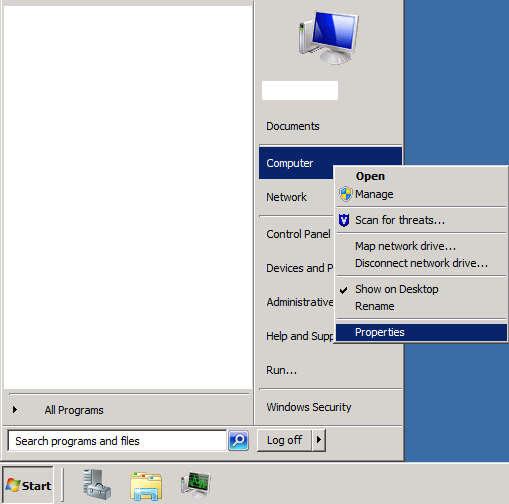 Documents
Computer
Network
Control Panel
Devices and P
Administrative
Help and Supp
Run...
Windows Security
Open
Manage
Scan for threats...
Map network drive...
Disconnect network drive...
Show on Desktop
Rename
Properties
All Programs
Search programs and files
Log off
Start